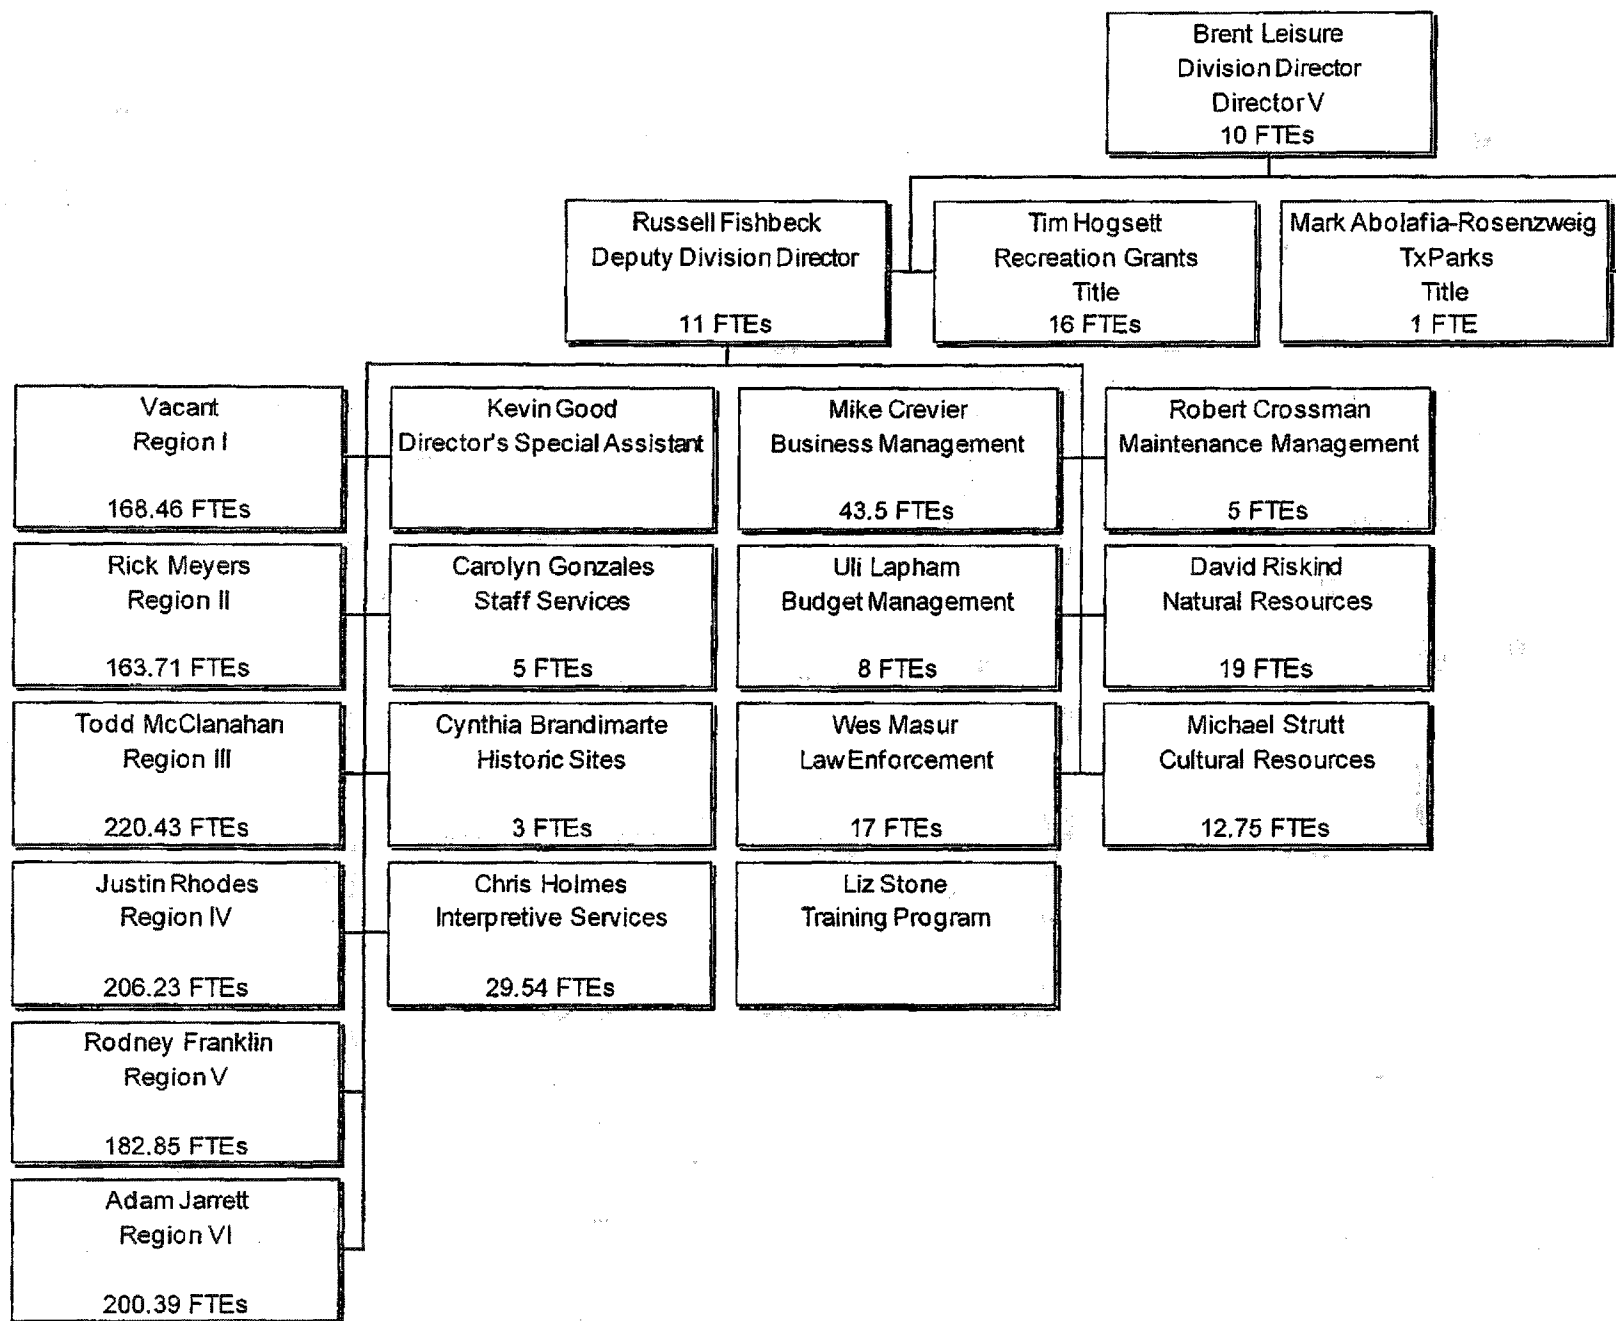 Brent Leisure
Division Director
Director V
10 FTEs
Russell Fishbeck
Deputy Division Director
11 FTEs
Tim Hogsett
Recreation Grants
Title
16 FTEs
Mark Abolafia-Rosenzweig
TxParks
Title
1 FTE
Vacant
Region I
168.46 FTEs
Kevin Good
Director's Special Assistant
Mike Crevier
Business Management
43.5 FTEs
Robert Crossman
Maintenance Management
5 FTEs
Rick Meyers
Region II
163.71 FTEs
Carolyn Gonzales
Staff Services
5 FTEs
Uli Lapham
Budget Management
8 FTEs
David Riskind
Natural Resources
19 FTEs
Todd McClanahan
Region III
220.43 FTEs
Cynthia Brandimarte
Historic Sites
3 FTEs
Wes Masur
Law Enforcement
17 FTEs
Michael Strutt
Cultural Resources
12.75 FTEs
Justin Rhodes
Region IV
206.23 FTEs
Chris Holmes
Interpretive Services
29.54 FTEs
Liz Stone
Training Program
Rodney Franklin
Region V
182.85 FTEs
Adam Jarrett
Region VI
200.39 FTEs